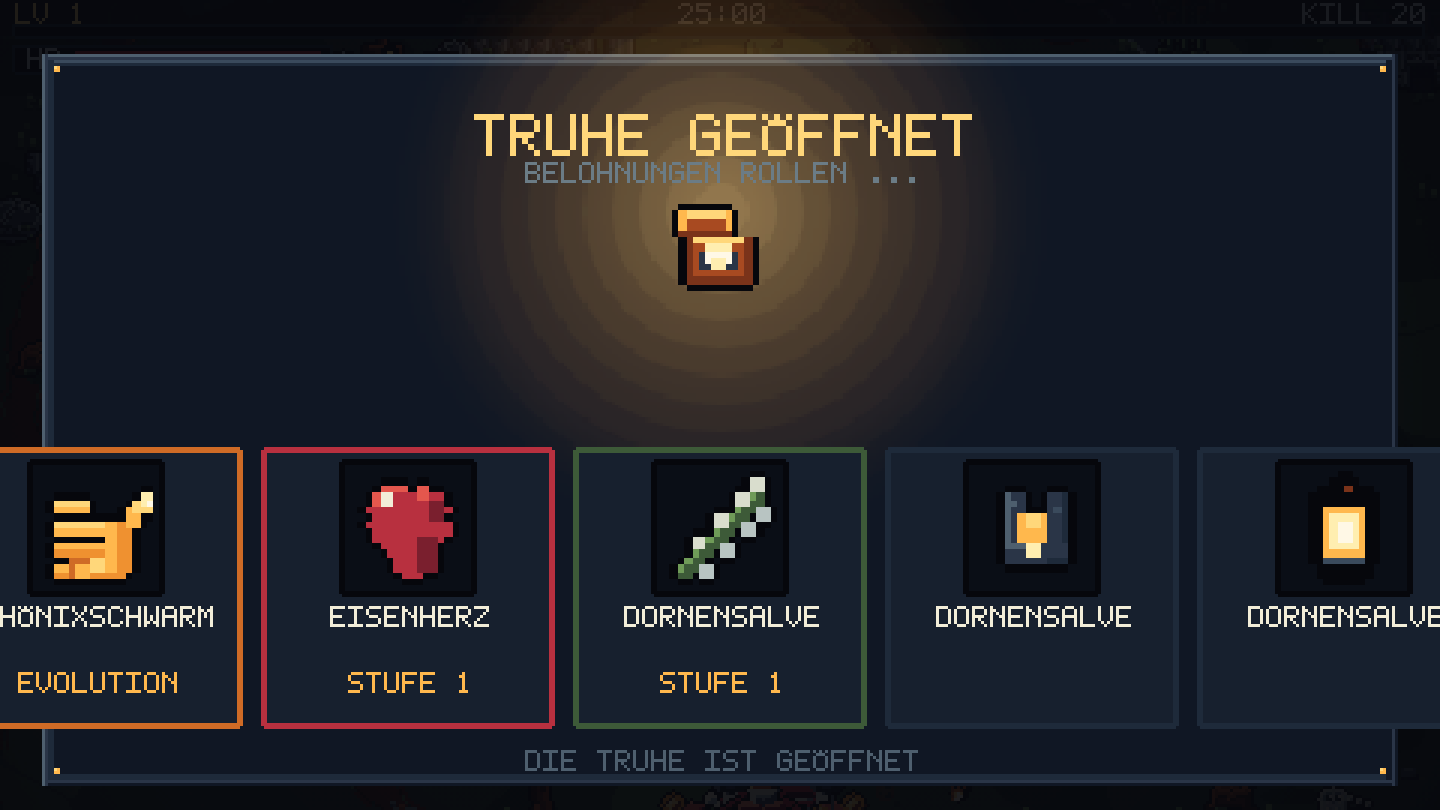 LV 1
25:00
KILL 20
TRUHE GEÖFFNET
BELOHNUNGEN ROLLEN ...
HÖNIXSCHWARM
EISENHERZ
DORNENSALVE
DORNENSALVE
DORNENSALVE
EVOLUTION
STUFE 1
STUFE 1
DIE TRUHE IST GEÖFFNET